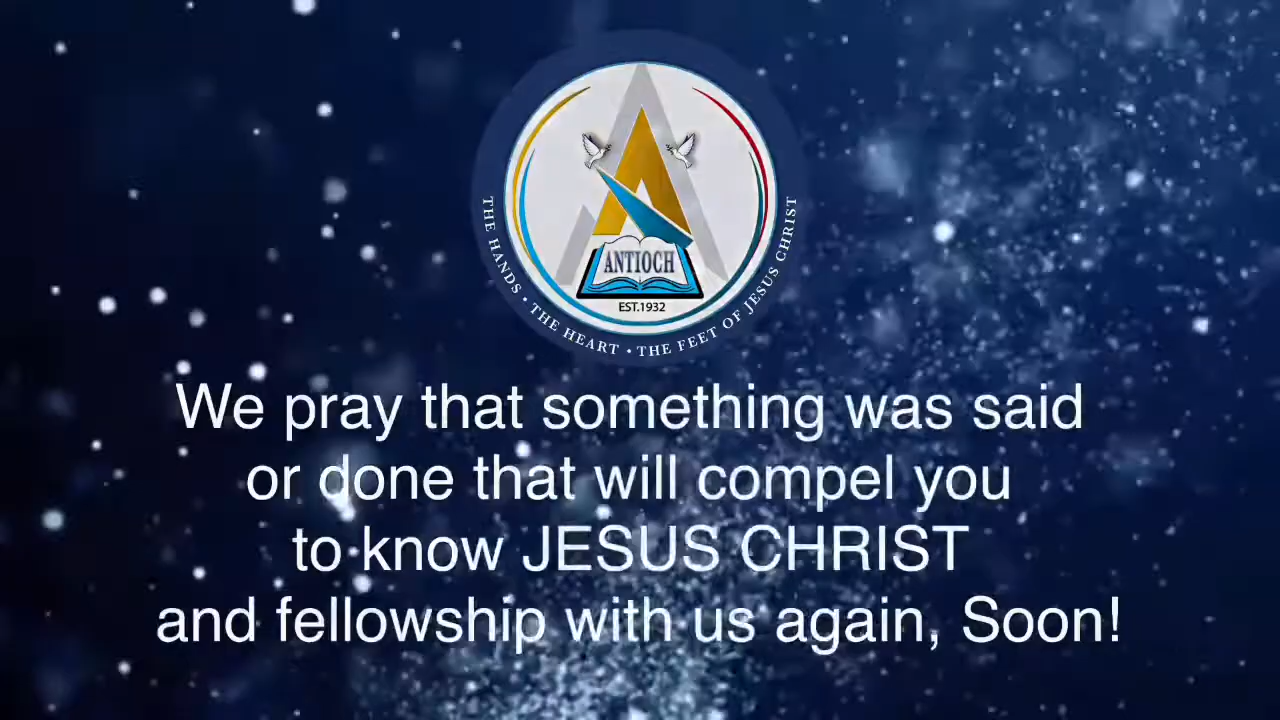 ANTIOCH
EST.1932
THE HANDS • THE HEART • THE FEET OF JESUS CHRIST
We pray that something was said
or done that will compel you
to know JESUS CHRIST
and fellowship with us again, Soon!